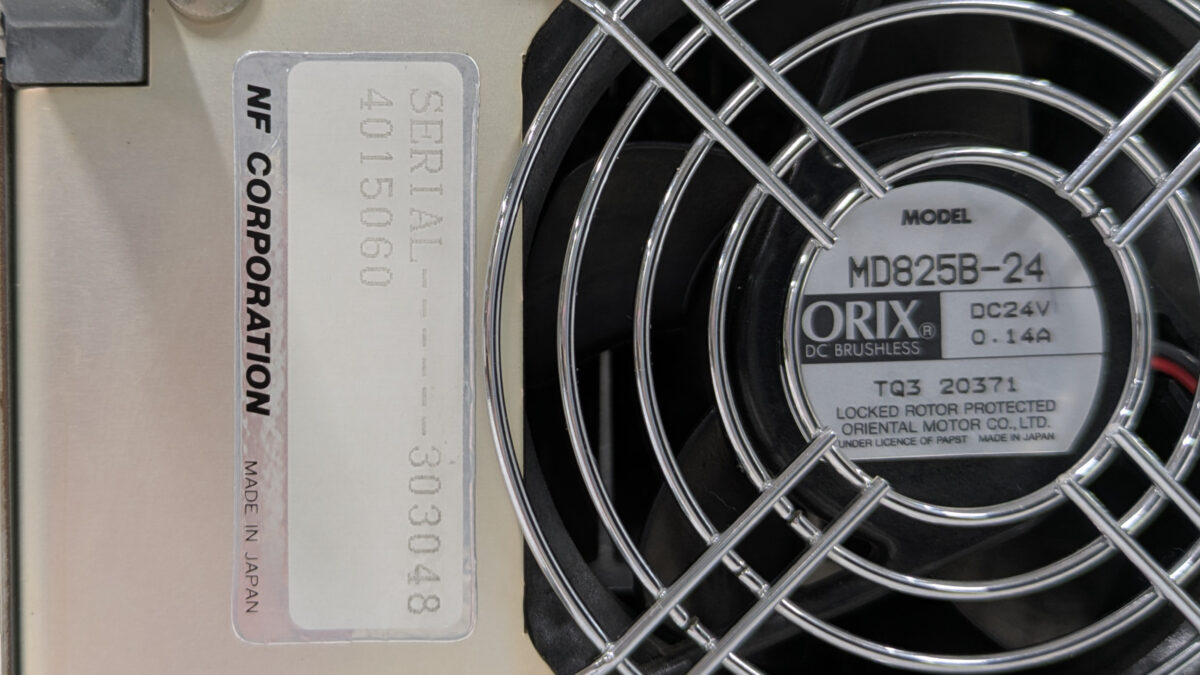 SERIAL-----303048
4015060
NF CORPORATION MADE IN JAPAN
MODEL
MD825B-24
ORIX®
DC BRUSHLESS
DC24V
0.14A
TQ3 20371
LOCKED ROTOR PROTECTED
ORIENTAL MOTOR CO.,LTD.
UNDER LICENCE OF PAPST MADE IN JAPAN